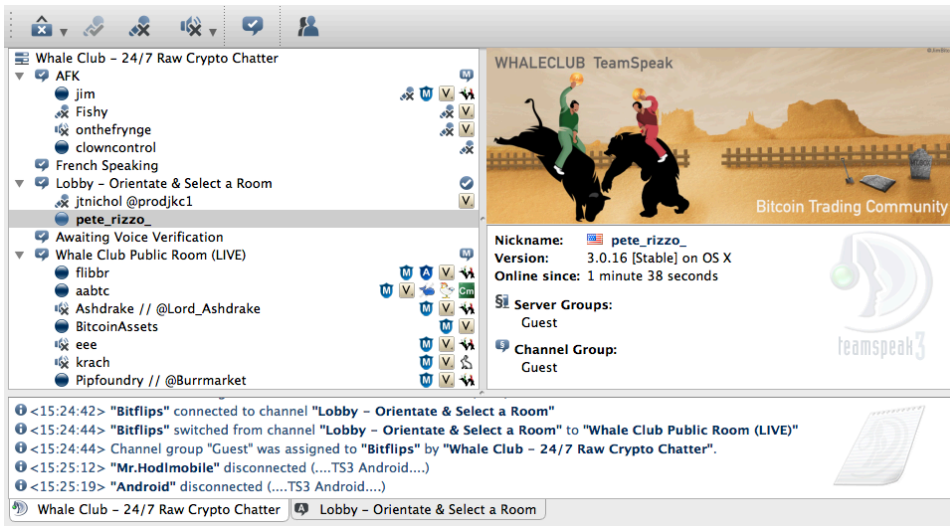 Whale Club – 24/7 Raw Crypto Chatter
AFK
jim
Fishy
onthefrynge
clowncontrol
French Speaking
Lobby – Orientate & Select a Room
jtnichol @prodjkc1
pete_rizzo_
Awaiting Voice Verification
Whale Club Public Room (LIVE)
flibbr
aabtc
Ashdrake // @Lord_Ashdrake
BitcoinAssets
eee
krach
Pipfoundry // @Burrmarket
WHALECLUB TeamSpeak
Bitcoin Trading Community
Nickname: pete_rizzo_
Version: 3.0.16 [Stable] on OS X
Online since: 1 minute 38 seconds
Server Groups:
Guest
Channel Group:
Guest
teamspeak 3
<15:24:42> "Bitflips" connected to channel "Lobby – Orientate & Select a Room"
<15:24:44> "Bitflips" switched from channel "Lobby – Orientate & Select a Room" to "Whale Club Public Room (LIVE)"
<15:24:44> Channel group "Guest" was assigned to "Bitflips" by "Whale Club – 24/7 Raw Crypto Chatter".
<15:25:12> "Mr.Hodlmobile" disconnected (....TS3 Android....)
<15:25:19> "Android" disconnected (....TS3 Android....)
Whale Club – 24/7 Raw Crypto Chatter
Lobby – Orientate & Select a Room